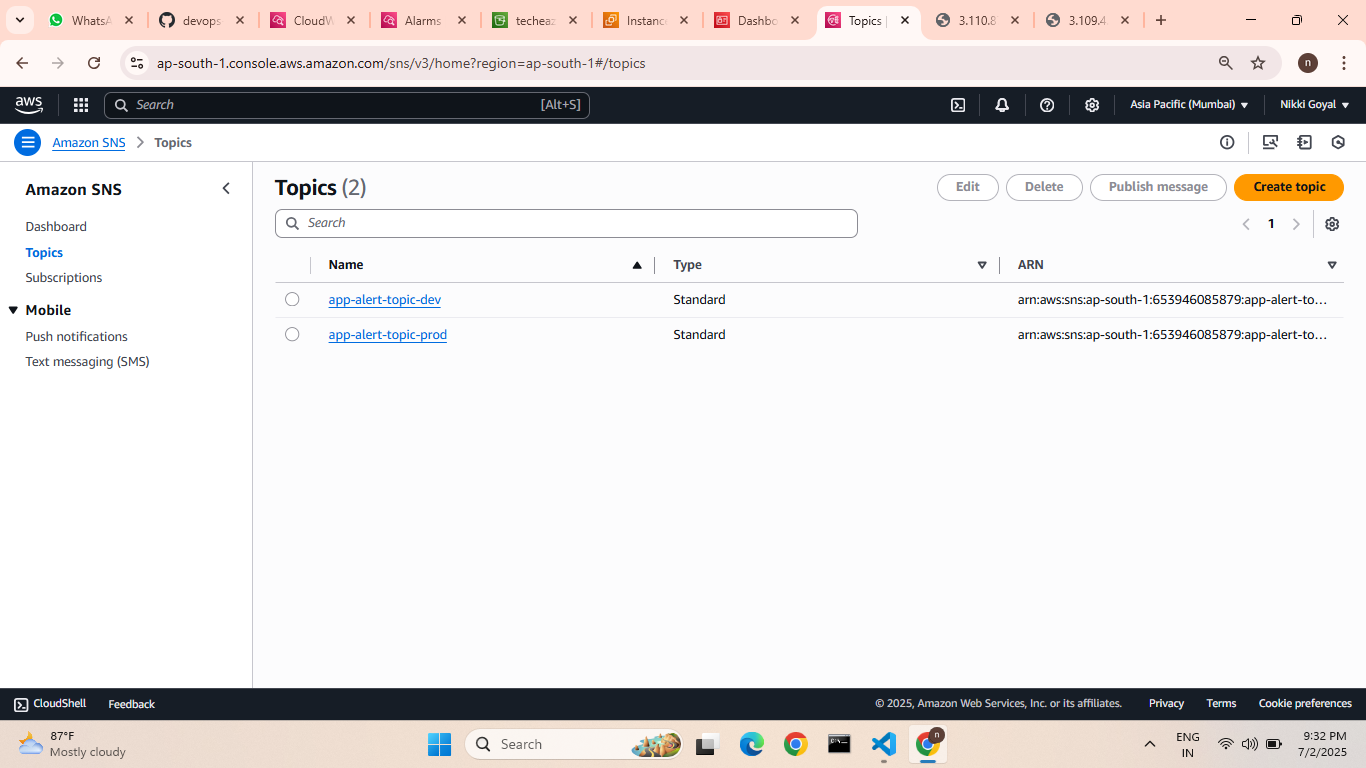 WhatsA
devops
CloudW
Alarms
techeaz
Instanc
Dashbo
Topics |
3.110.8
3.109.4
ap-south-1.console.aws.amazon.com/sns/v3/home?region=ap-south-1#/topics
n
aws
Search
[Alt+S]
Asia Pacific (Mumbai)
Nikki Goyal
Amazon SNS
Topics
Amazon SNS
Dashboard
Topics
Subscriptions
Mobile
Push notifications
Text messaging (SMS)
Topics (2)
Edit
Delete
Publish message
Create topic
Search
1
Name
Type
ARN
app-alert-topic-dev
Standard
arn:aws:sns:ap-south-1:653946085879:app-alert-to...
app-alert-topic-prod
Standard
arn:aws:sns:ap-south-1:653946085879:app-alert-to...
CloudShell
Feedback
© 2025, Amazon Web Services, Inc. or its affiliates.
Privacy
Terms
Cookie preferences
87°F
Mostly cloudy
Search
n
ENG
IN
9:32 PM
7/2/2025